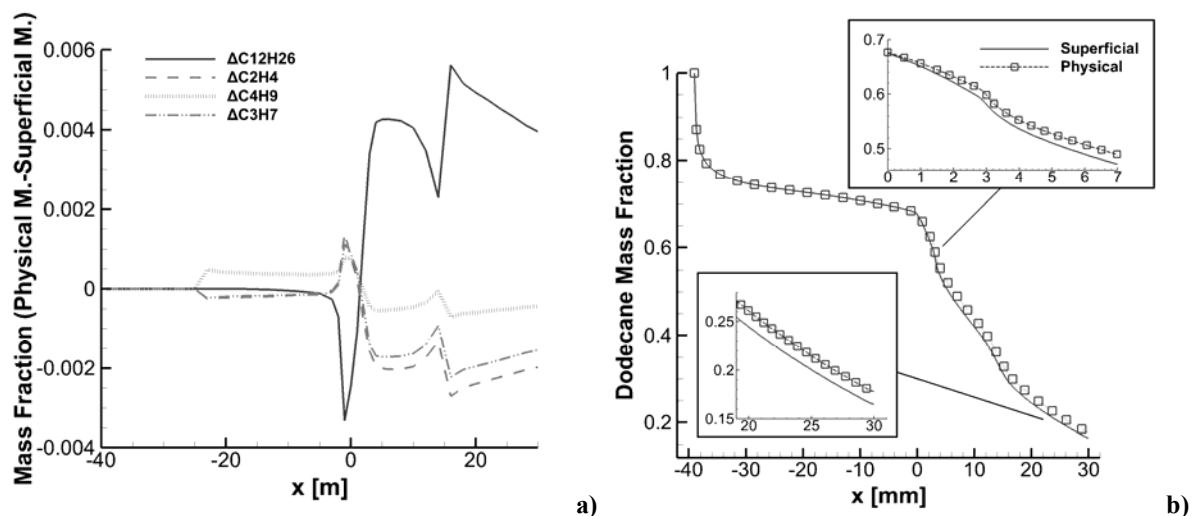 Mass Fraction (Physical M.-Superficial M.)
0.006
0.004
0.002
0
-0.002
-0.004
ΔC12H26
ΔC2H4
ΔC4H9
ΔC3H7
-40
-20
0
20
x [m]
a)
Dodecane Mass Fraction
1
0.8
0.6
0.4
0.2
0.7
0.6
0.5
Superficial
Physical
0 1 2 3 4 5 6 7
0.25
0.2
0.15
20 25 30
-40 -30 -20 -10 0 10 20 30
x [mm]
b)